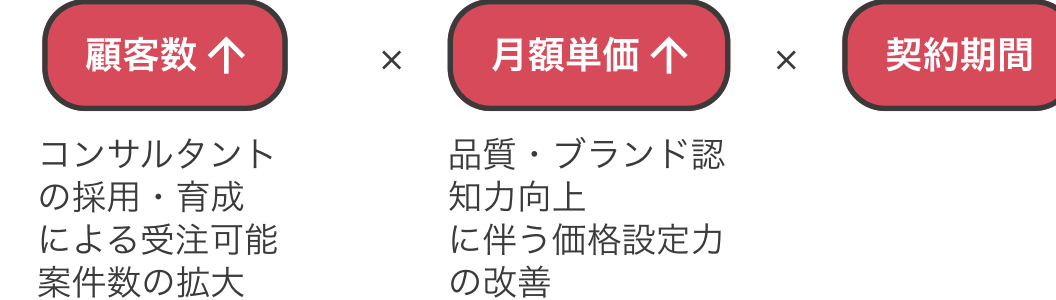 顧客数 ↑ × 月額単価 ↑ × 契約期間
コンサルタント
の採用・育成
による受注可能
案件数の拡大
品質・ブランド認
知力向上
に伴う価格設定力
の改善